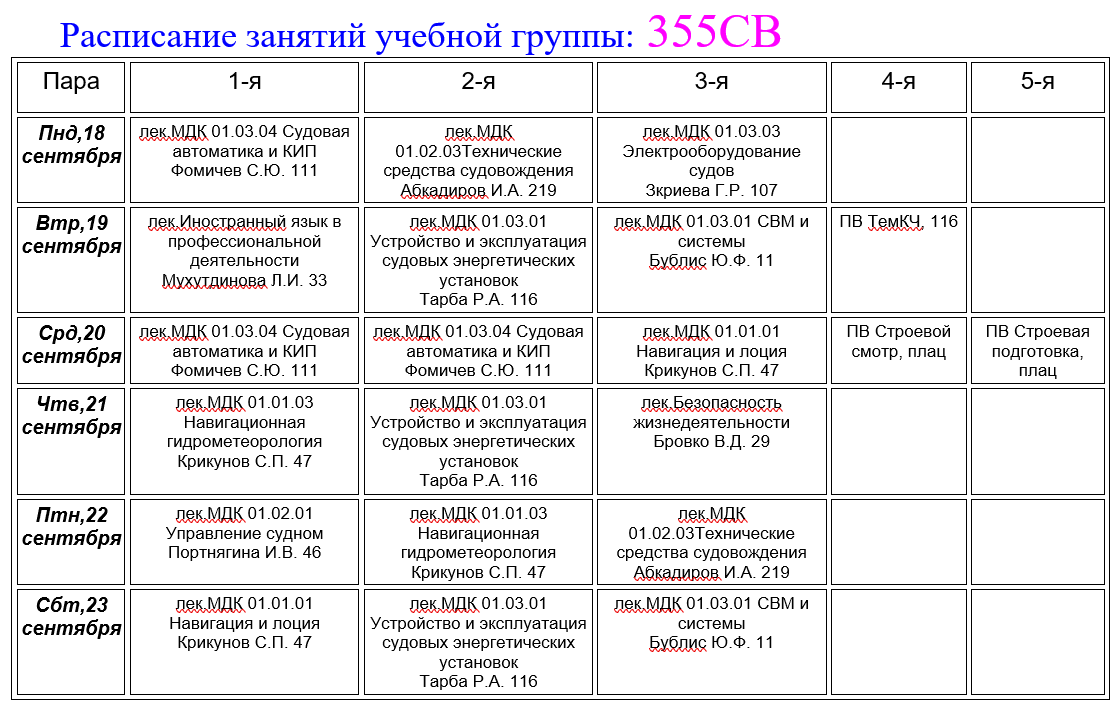 Расписание занятий учебной группы: 355СВ
Пара
1-я
2-я
3-я
4-я
5-я
Пнд,18
сентября
лек.МДК 01.03.04 Судовая
автоматика и КИП
Фомичев С.Ю. 111
лек.МДК
01.02.03Технические
средства судовождения
Абкадиров И.А. 219
лек.МДК 01.03.03
Электрооборудование
судов
Зкриева Г.Р. 107
Втр,19
сентября
лек.Иностранный язык в
профессиональной
деятельности
Мухутдинова Л.И. 33
лек.МДК 01.03.01
Устройство и эксплуатация
судовых энергетических
установок
Тарба Р.А. 116
лек.МДК 01.03.01 СВМ и
системы
Бублис Ю.Ф. 11
ПВ ТемКЧ, 116
Срд,20
сентября
лек.МДК 01.03.04 Судовая
автоматика и КИП
Фомичев С.Ю. 111
лек.МДК 01.03.04 Судовая
автоматика и КИП
Фомичев С.Ю. 111
лек.МДК 01.01.01
Навигация и лоция
Крикунов С.П. 47
ПВ Строевой
смотр, плац
ПВ Строевая
подготовка,
плац
Чтв,21
сентября
лек.МДК 01.01.03
Навигационная
гидрометеорология
Крикунов С.П. 47
лек.МДК 01.03.01
Устройство и эксплуатация
судовых энергетических
установок
Тарба Р.А. 116
лек.Безопасность
жизнедеятельности
Бровко В.Д. 29
Птн,22
сентября
лек.МДК 01.02.01
Управление судном
Портнягина И.В. 46
лек.МДК 01.01.03
Навигационная
гидрометеорология
Крикунов С.П. 47
лек.МДК
01.02.03Технические
средства судовождения
Абкадиров И.А. 219
Сбт,23
сентября
лек.МДК 01.01.01
Навигация и лоция
Крикунов С.П. 47
лек.МДК 01.03.01
Устройство и эксплуатация
судовых энергетических
установок
Тарба Р.А. 116
лек.МДК 01.03.01 СВМ и
системы
Бублис Ю.Ф. 11